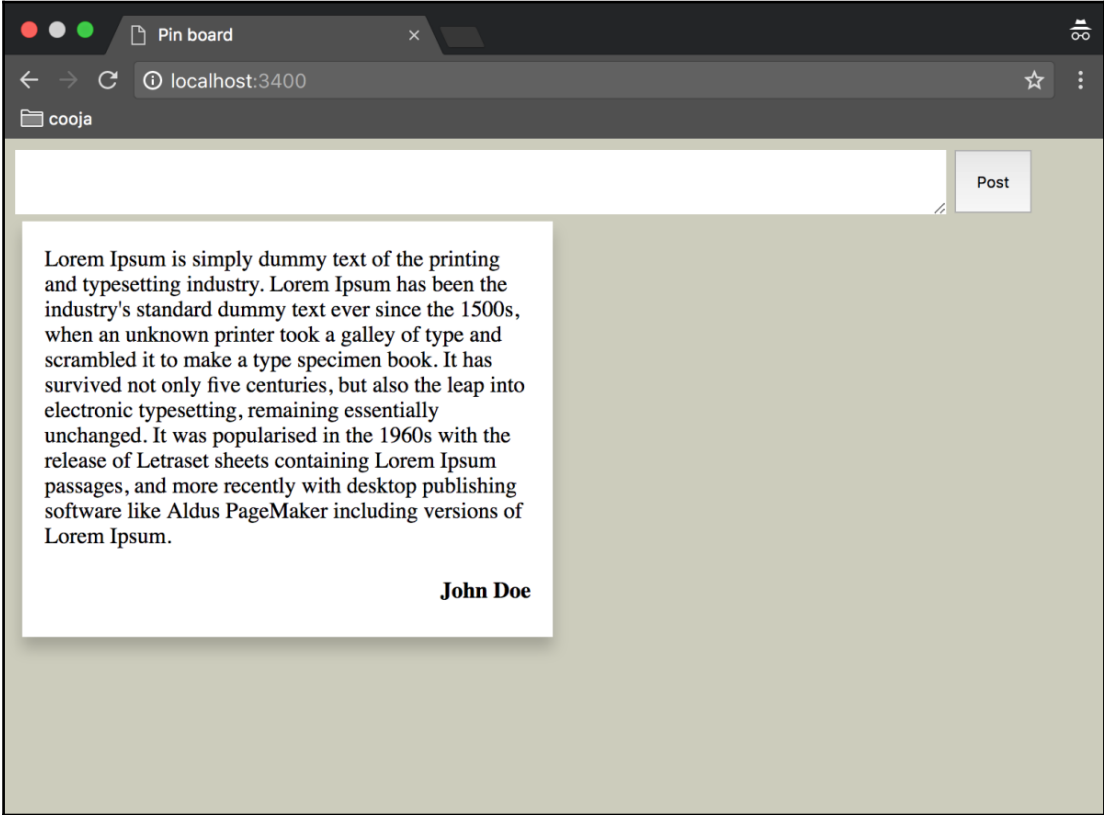 Pin board
localhost:3400
cooja
Post
Lorem Ipsum is simply dummy text of the printing
and typesetting industry. Lorem Ipsum has been the
industry's standard dummy text ever since the 1500s,
when an unknown printer took a galley of type and
scrambled it to make a type specimen book. It has
survived not only five centuries, but also the leap into
electronic typesetting, remaining essentially
unchanged. It was popularised in the 1960s with the
release of Letraset sheets containing Lorem Ipsum
passages, and more recently with desktop publishing
software like Aldus PageMaker including versions of
Lorem Ipsum.
John Doe